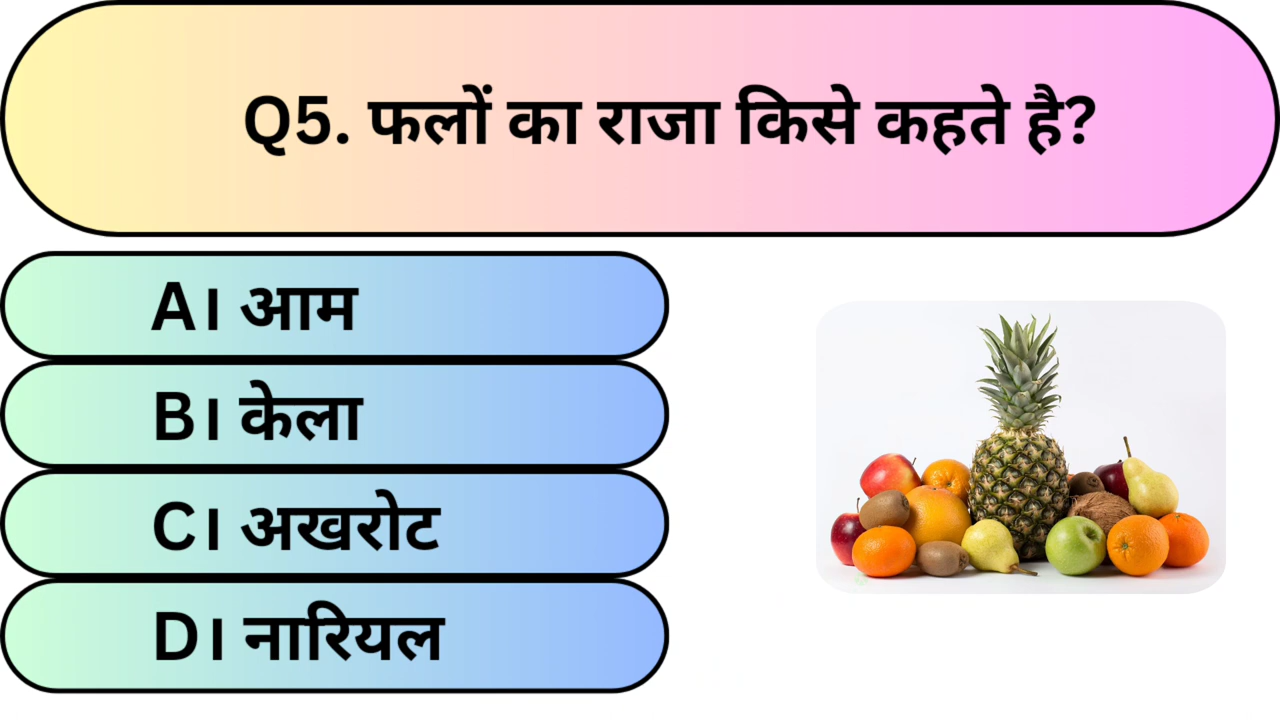 Q5. फलों का राजा किसे कहते है?
A। आम
B। केला
C। अखरोट
D। नारियल